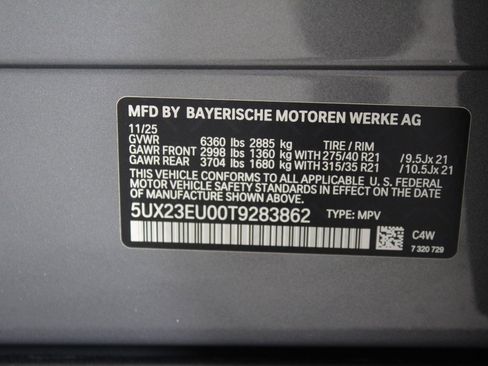 MFD BY BAYERISCHE MOTOREN WERKE AG
11/25
GVWR 6360 lbs 2885 kg TIRE / RIM
GAWR FRONT 2998 lbs 1360 kg WITH 275/40 R21 / 9.5Jx 21
GAWR REAR 3704 lbs 1680 kg WITH 315/35 R21 / 10.5Jx 21
THIS VEHICLE CONFORMS TO ALL APPLICABLE U. S. FEDERAL
MOTOR VEHICLE SAFETY STANDARDS IN EFFECT ON THE
DATE OF MANUFACTURE SHOWN ABOVE.
5UX23EU00T9283862 TYPE: MPV
C4W
7 320 729